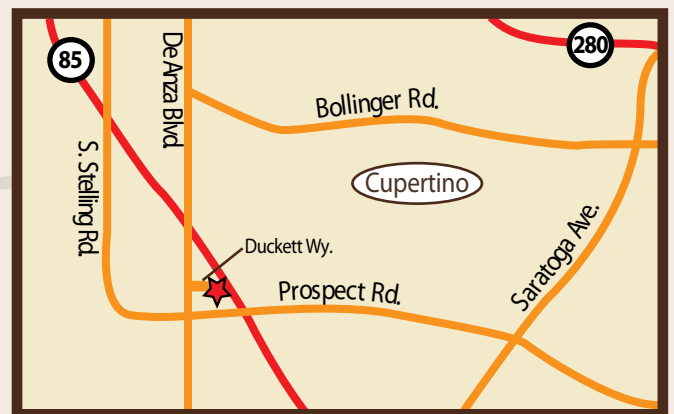 280
85
De Anza Blvd.
Bollinger Rd.
S. Stelling Rd.
Cupertino
Saratoga Ave.
Duckett Wy.
Prospect Rd.